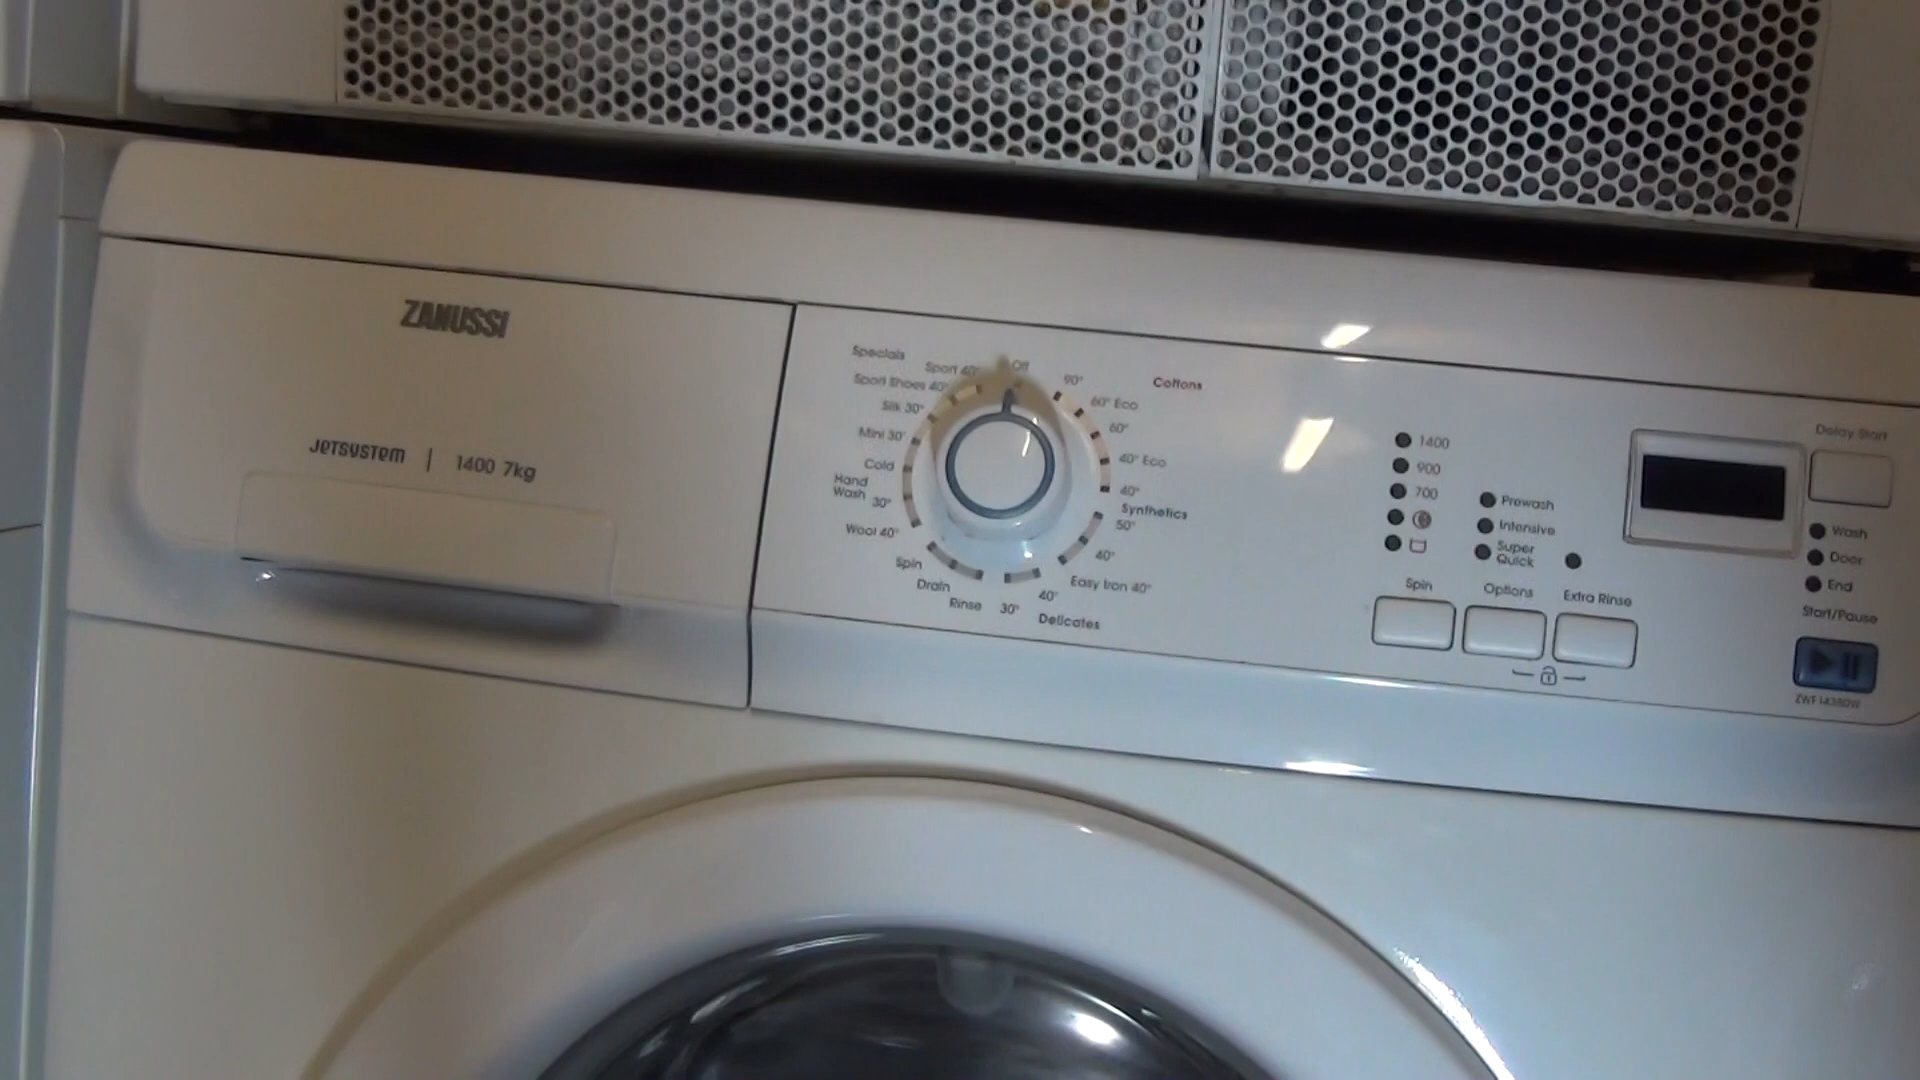 ZANUSSI
JETSYSTEM | 1400 7kg
Specials
Sport 40°
Sport Shoes 40°
Silk 30°
Mini 30'
Cold
Hand
Wash 30°
Wool 40°
Spin
Drain
Rinse
Off
90°
Cottons
60° Eco
60°
40° Eco
40°
Synthetics
50°
40°
Easy Iron 40°
40°
30°
Delicates
1400
900
700
Prewash
Intensive
Super
Quick
Spin
Options
Extra Rinse
Delay Start
Wash
Door
End
Start/Pause
ZWF14380W